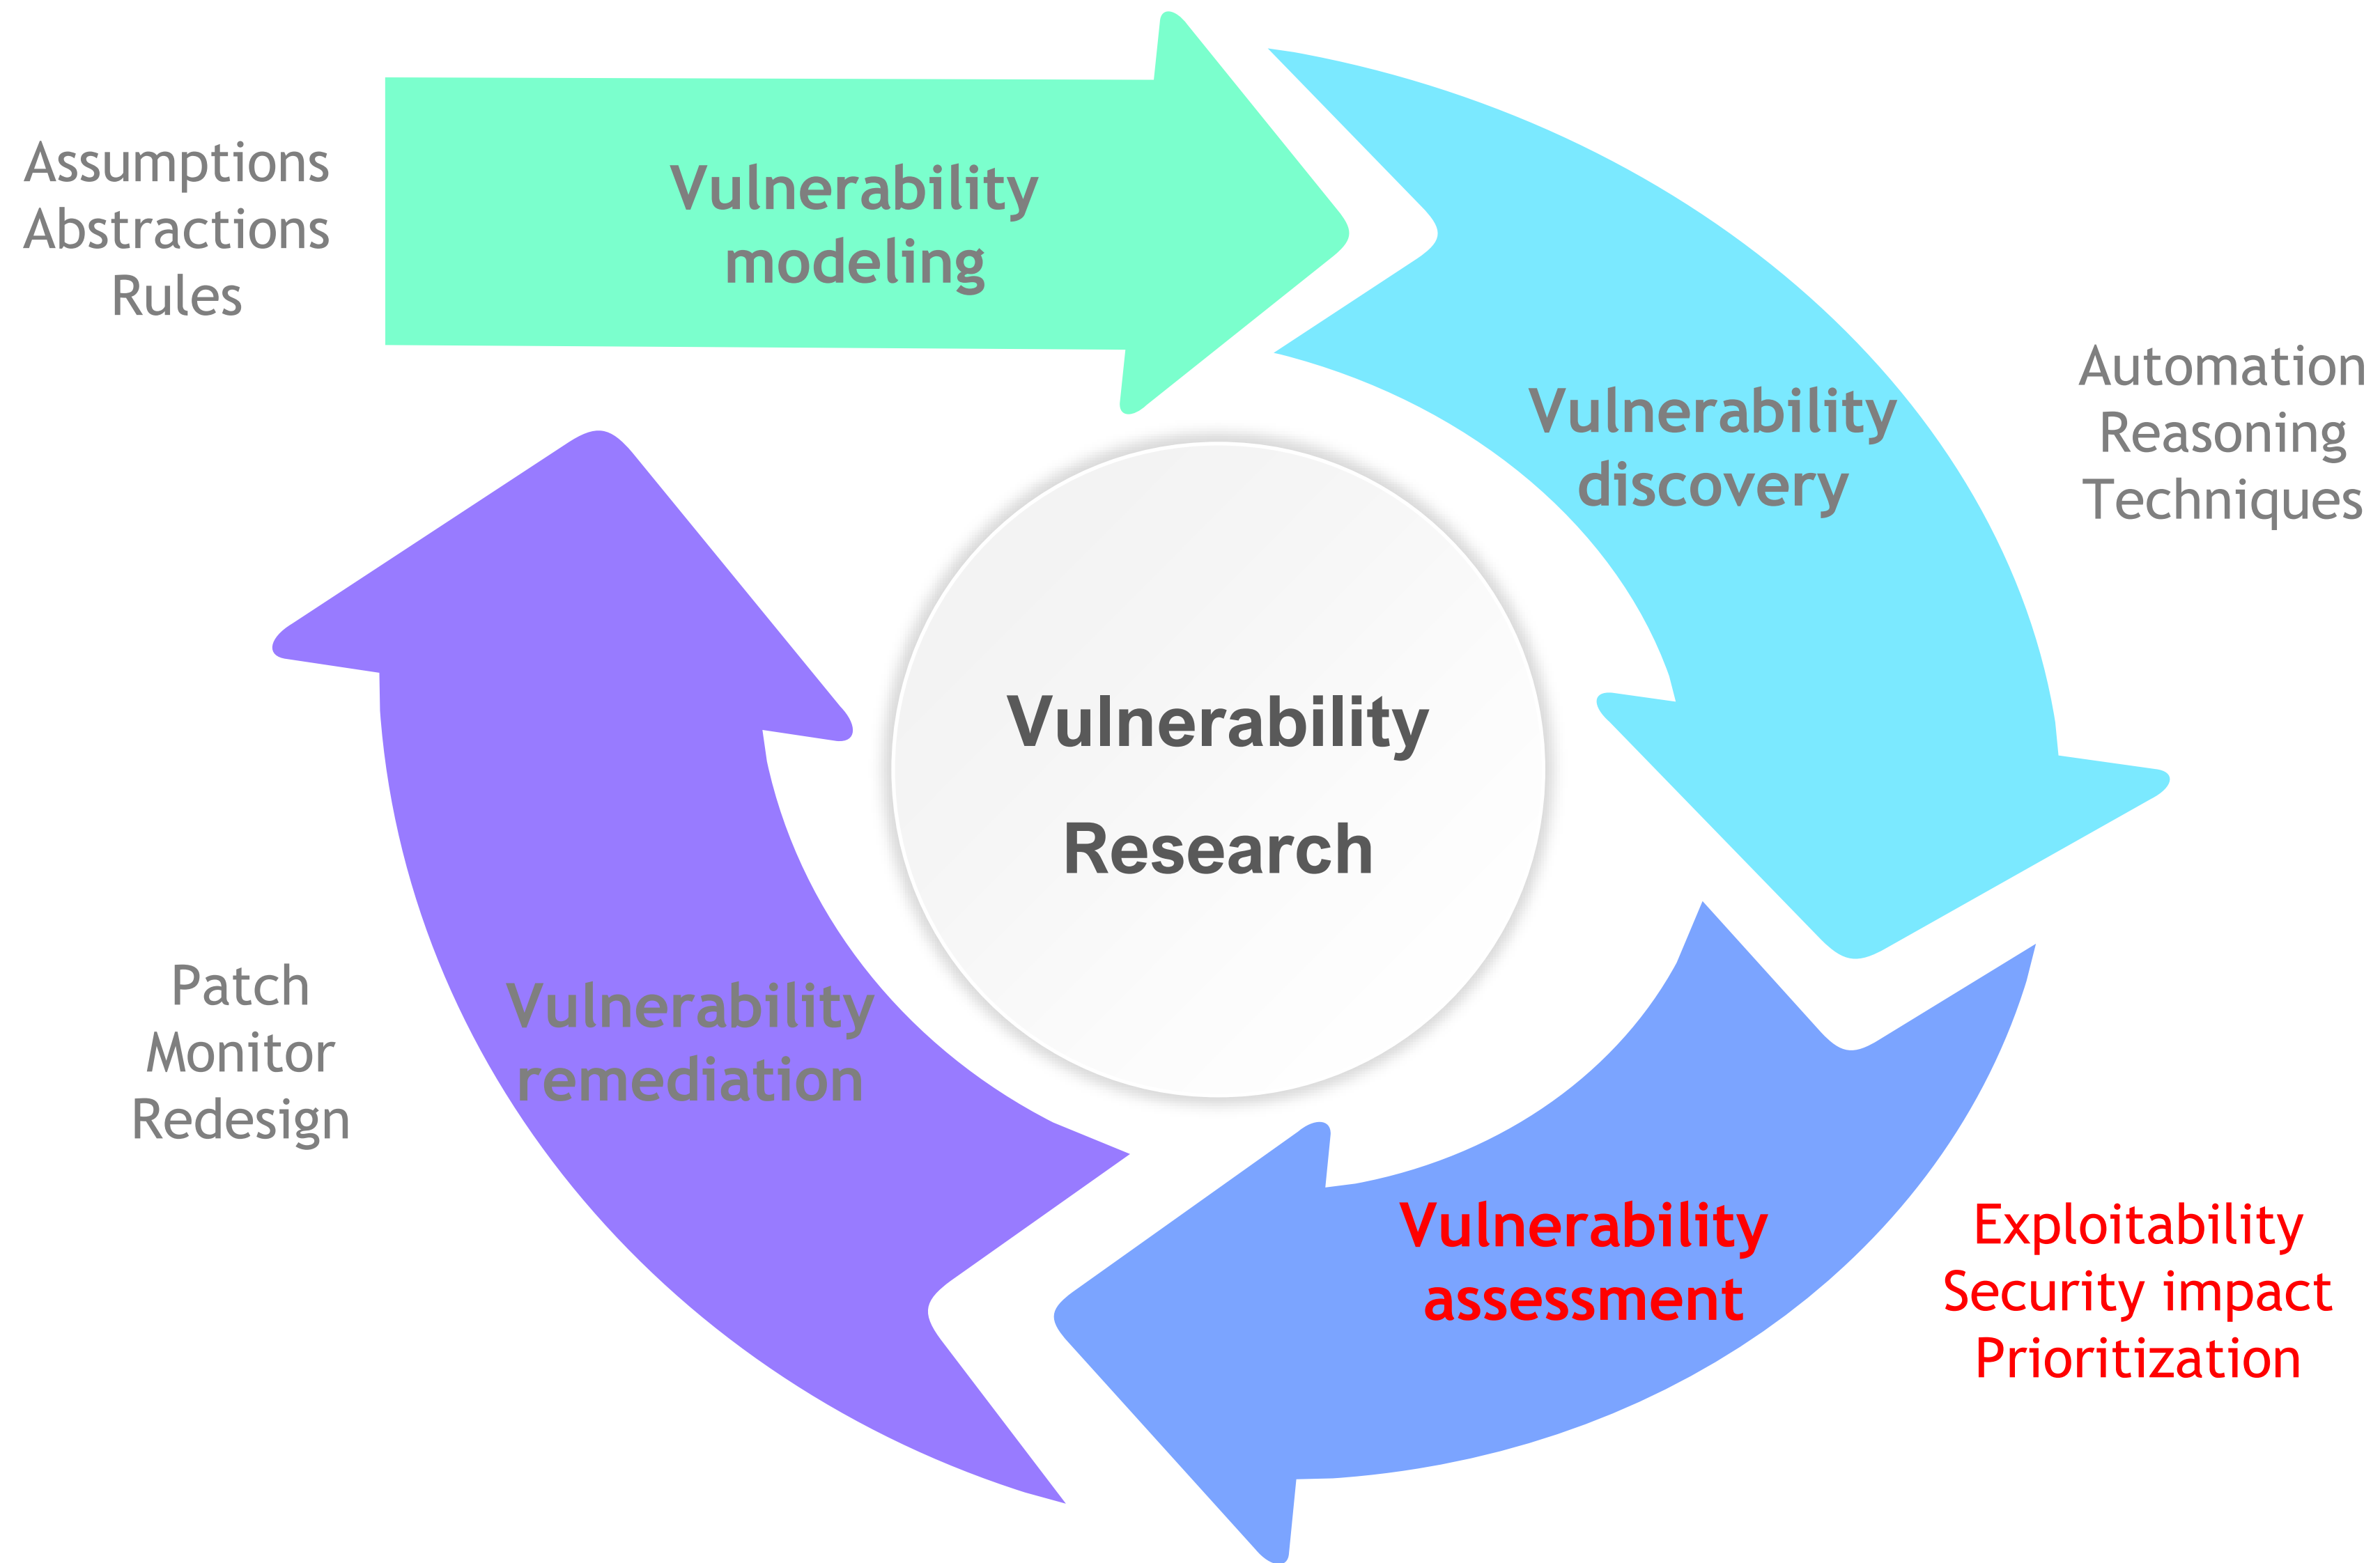 Assumptions
Abstractions
Rules
Vulnerability
modeling
Vulnerability
discovery
Automation
Reasoning
Techniques
Vulnerability
Research
Vulnerability
assessment
Exploitability
Security impact
Prioritization
Vulnerability
remediation
Patch
Monitor
Redesign